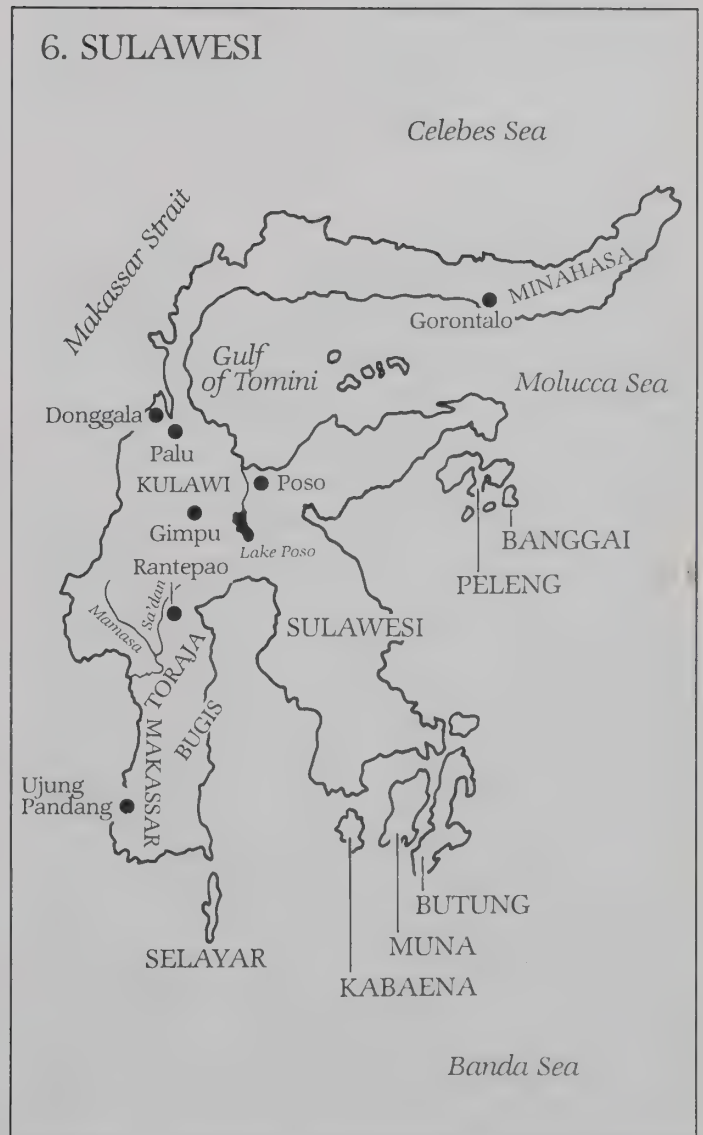 6. SULAWESI
Celebes Sea
Makassar Strait
MINAHASA
Gorontalo
Gulf
of Tomini
Molucca Sea
Donggala
Palu
KULAWI
Poso
Gimpu
Lake Poso
BANGGAI
Rantepao
PELENG
Sa'dan
Mamasa
SULAWESI
TORAJA
BUGIS
MAKASSAR
Ujung
Pandang
BUTUNG
MUNA
SELAYAR
KABAENA
Banda Sea